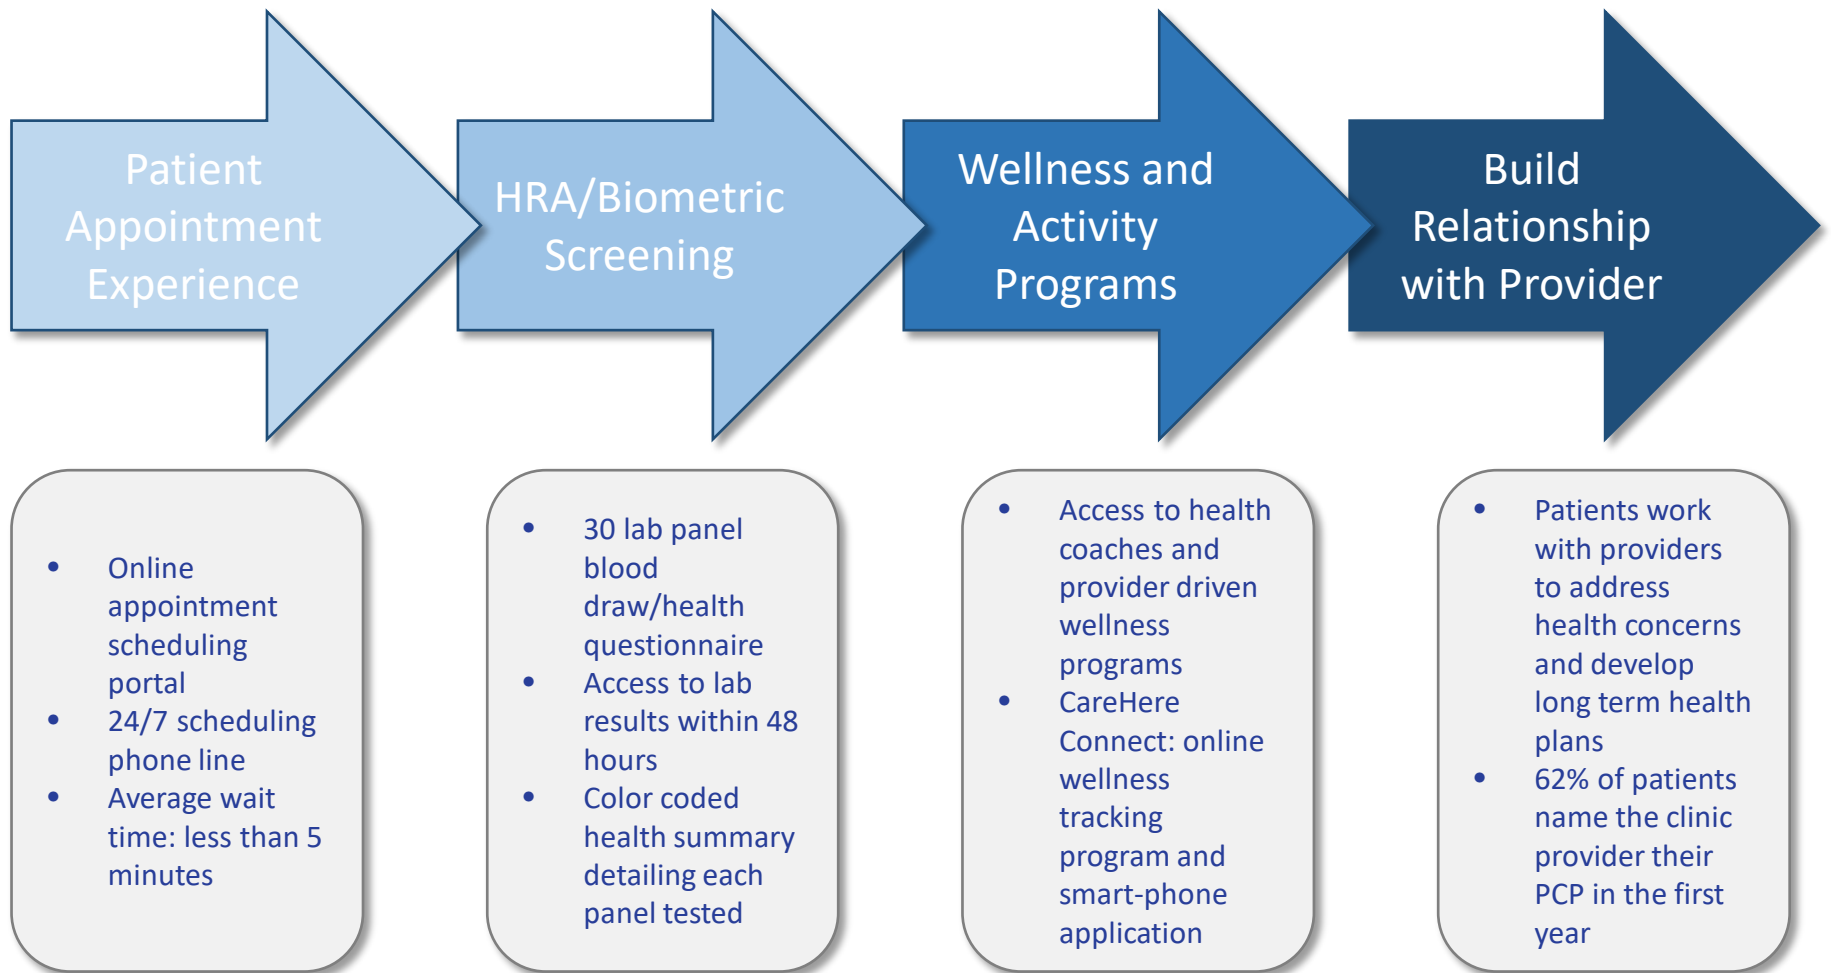 Patient
Appointment
Experience
HRA/Biometric
Screening
Wellness and
Activity
Programs
Build
Relationship
with Provider
• Online
appointment
scheduling
portal
• 24/7 scheduling
phone line
• Average wait
time: less than 5
minutes
• 30 lab panel
blood
draw/health
questionnaire
• Access to lab
results within 48
hours
• Color coded
health summary
detailing each
panel tested
• Access to health
coaches and
provider driven
wellness
programs
• CareHere
Connect: online
wellness
tracking
program and
smart-phone
application
• Patients work
with providers
to address
health concerns
and develop
long term health
plans
• 62% of patients
name the clinic
provider their
PCP in the first
year